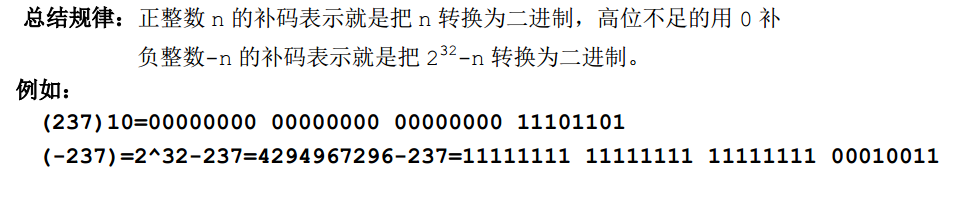 总结规律：正整数 n 的补码表示就是把 n 转换为二进制，高位不足的用 0 补
负整数-n 的补码表示就是把 2³²-n 转换为二进制。
例如：
(237)10=00000000 00000000 00000000 11101101
(-237)=2^32-237=4294967296-237=11111111 11111111 11111111 00010011